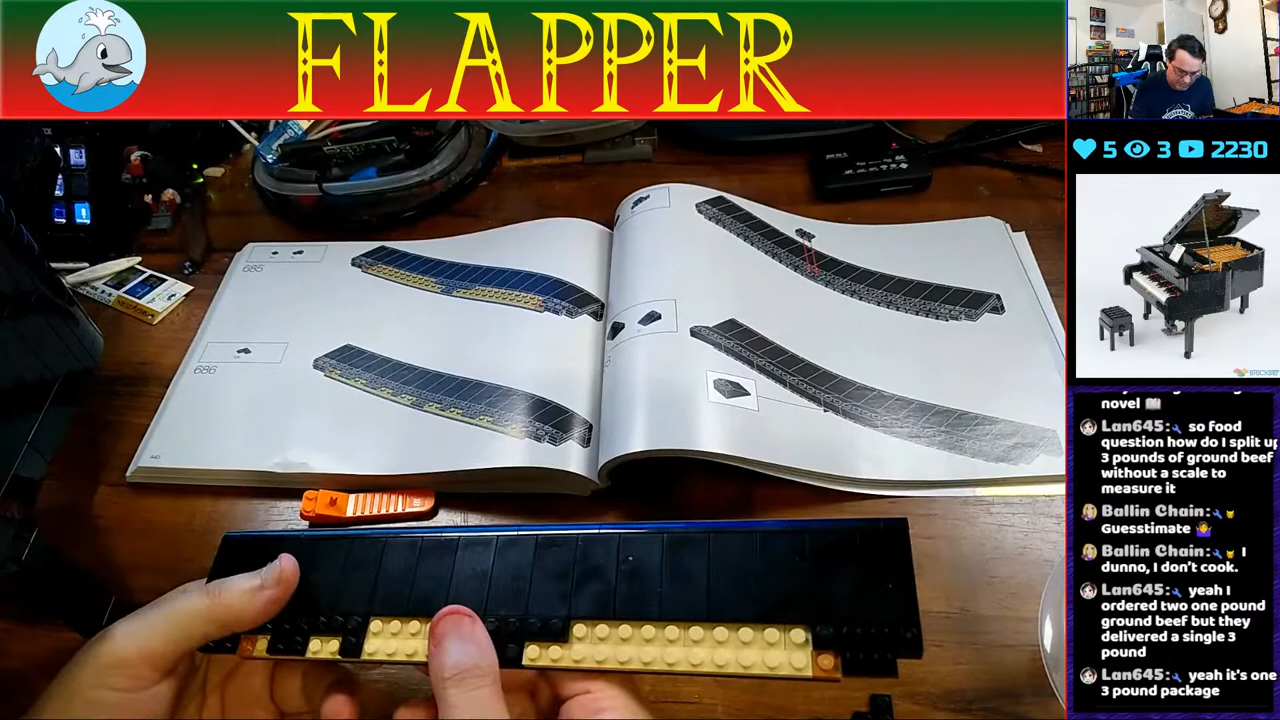 FLAPPER
5 3 2230
685
686
440
BRICKSTER
novel
Lan645: so food
question how do I split up
3 pounds of ground beef
without a scale to
measure it
Ballin Chain:
Guesstimate
Ballin Chain: I
dunno, I don't cook.
Lan645: yeah I
ordered two one pound
ground beef but they
delivered a single 3
pound
Lan645: yeah it's one
3 pound package